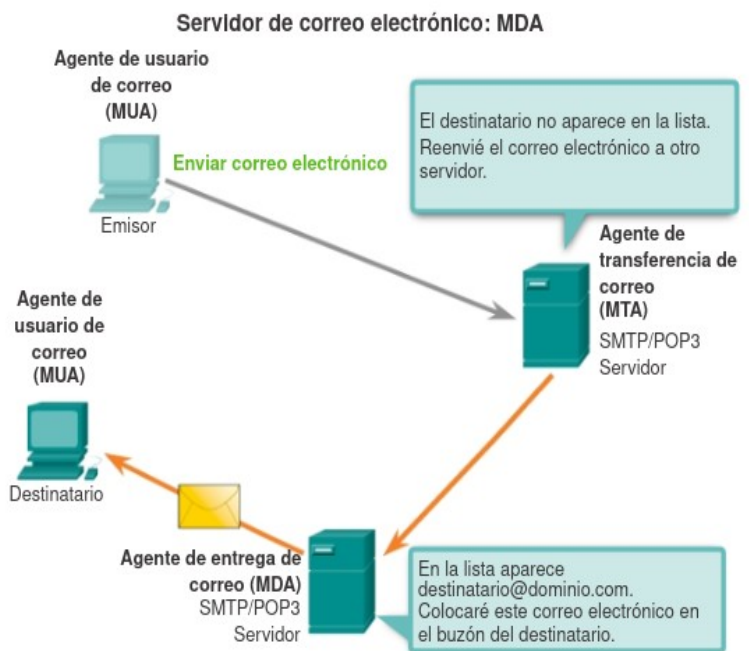 Servidor de correo electrónico: MDA
Agente de usuario
de correo
(MUA)
Enviar correo electrónico
Emisor
El destinatario no aparece en la lista.
Reenvié el correo electrónico a otro
servidor.
Agente de
transferencia de
correo
(MTA)
SMTP/POP3
Servidor
Agente de
usuario de
correo
(MUA)
Destinatario
Agente de entrega de
correo (MDA)
SMTP/POP3
Servidor
En la lista aparece
destinatario@dominio.com.
Colocaré este correo electrónico en
el buzón del destinatario.